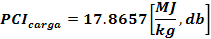 PCI_carga = 17.8657 [MJ/kg, db]